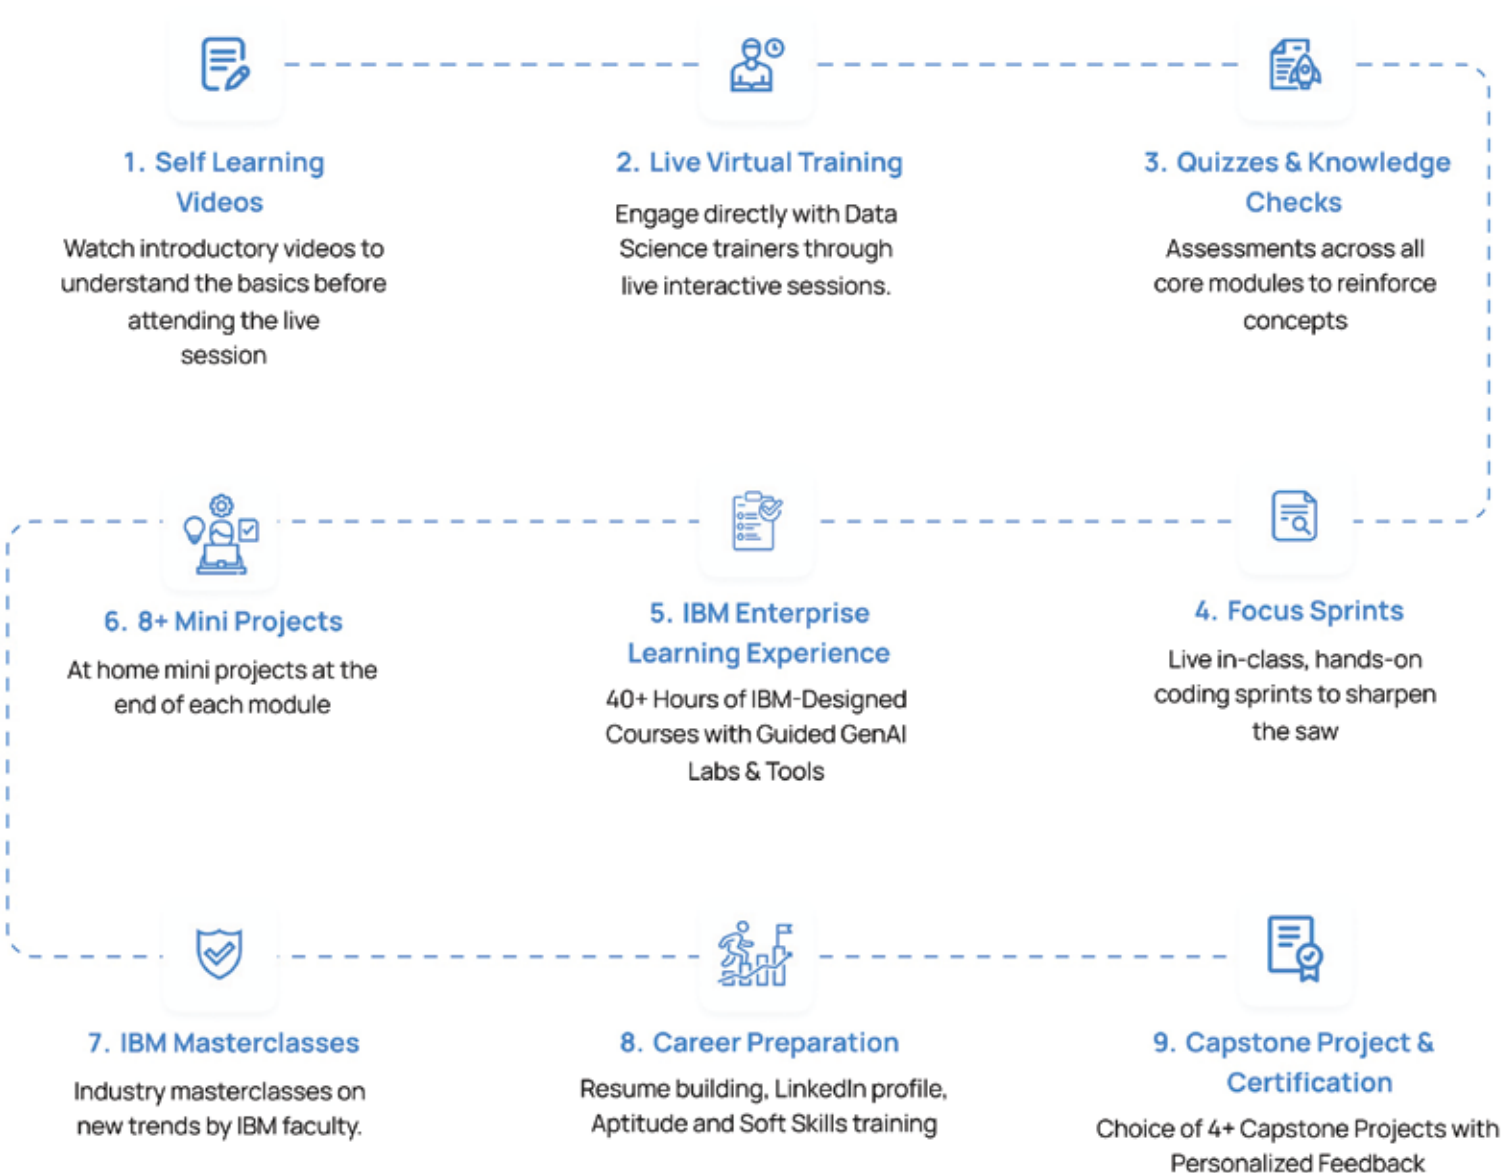 1. Self Learning
Videos
Watch introductory videos to
understand the basics before
attending the live
session
2. Live Virtual Training
Engage directly with Data
Science trainers through
live interactive sessions.
3. Quizzes & Knowledge
Checks
Assessments across all
core modules to reinforce
concepts
4. Focus Sprints
Live in-class, hands-on
coding sprints to sharpen
the saw
5. IBM Enterprise
Learning Experience
40+ Hours of IBM-Designed
Courses with Guided GenAI
Labs & Tools
6. 8+ Mini Projects
At home mini projects at the
end of each module
7. IBM Masterclasses
Industry masterclasses on
new trends by IBM faculty.
8. Career Preparation
Resume building, LinkedIn profile,
Aptitude and Soft Skills training
9. Capstone Project &
Certification
Choice of 4+ Capstone Projects with
Personalized Feedback